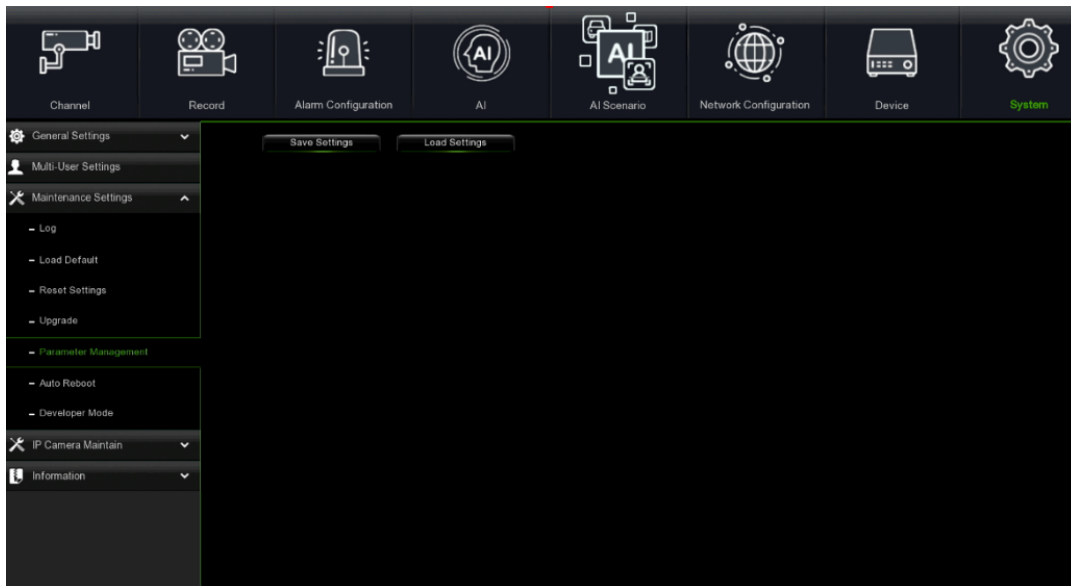 AI
AI
Channel
Record
Alarm Configuration
AI
AI Scenario
Network Configuration
Device
System
General Settings
Save Settings
Load Settings
Multi-User Settings
Maintenance Settings
Log
Load Default
Reset Settings
Upgrade
Parameter Management
Auto Reboot
Developer Mode
IP Camera Maintain
Information